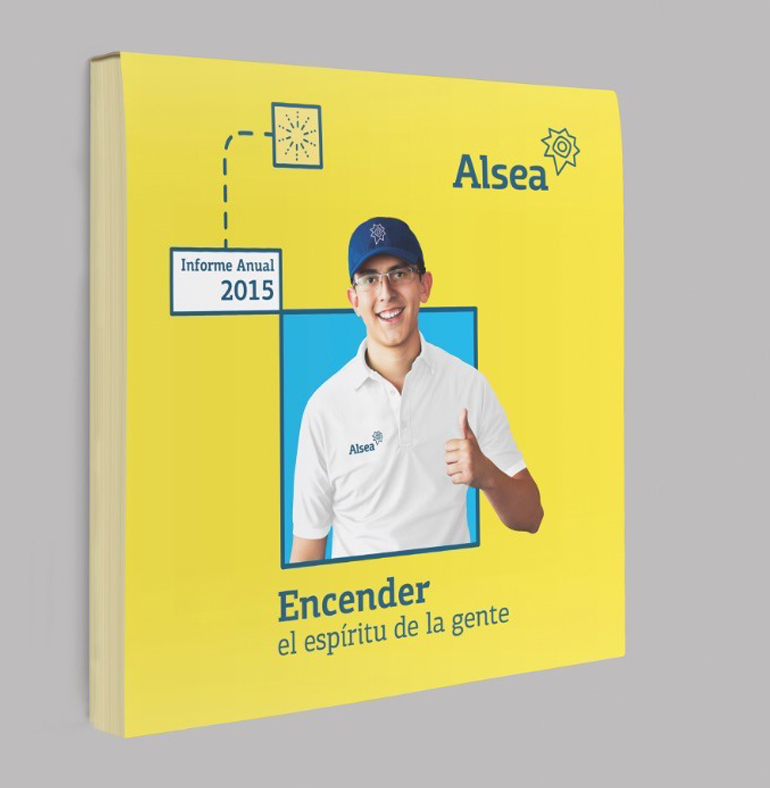 Alsea
Informe Anual
2015
Alsea
Encender
el espíritu de la gente